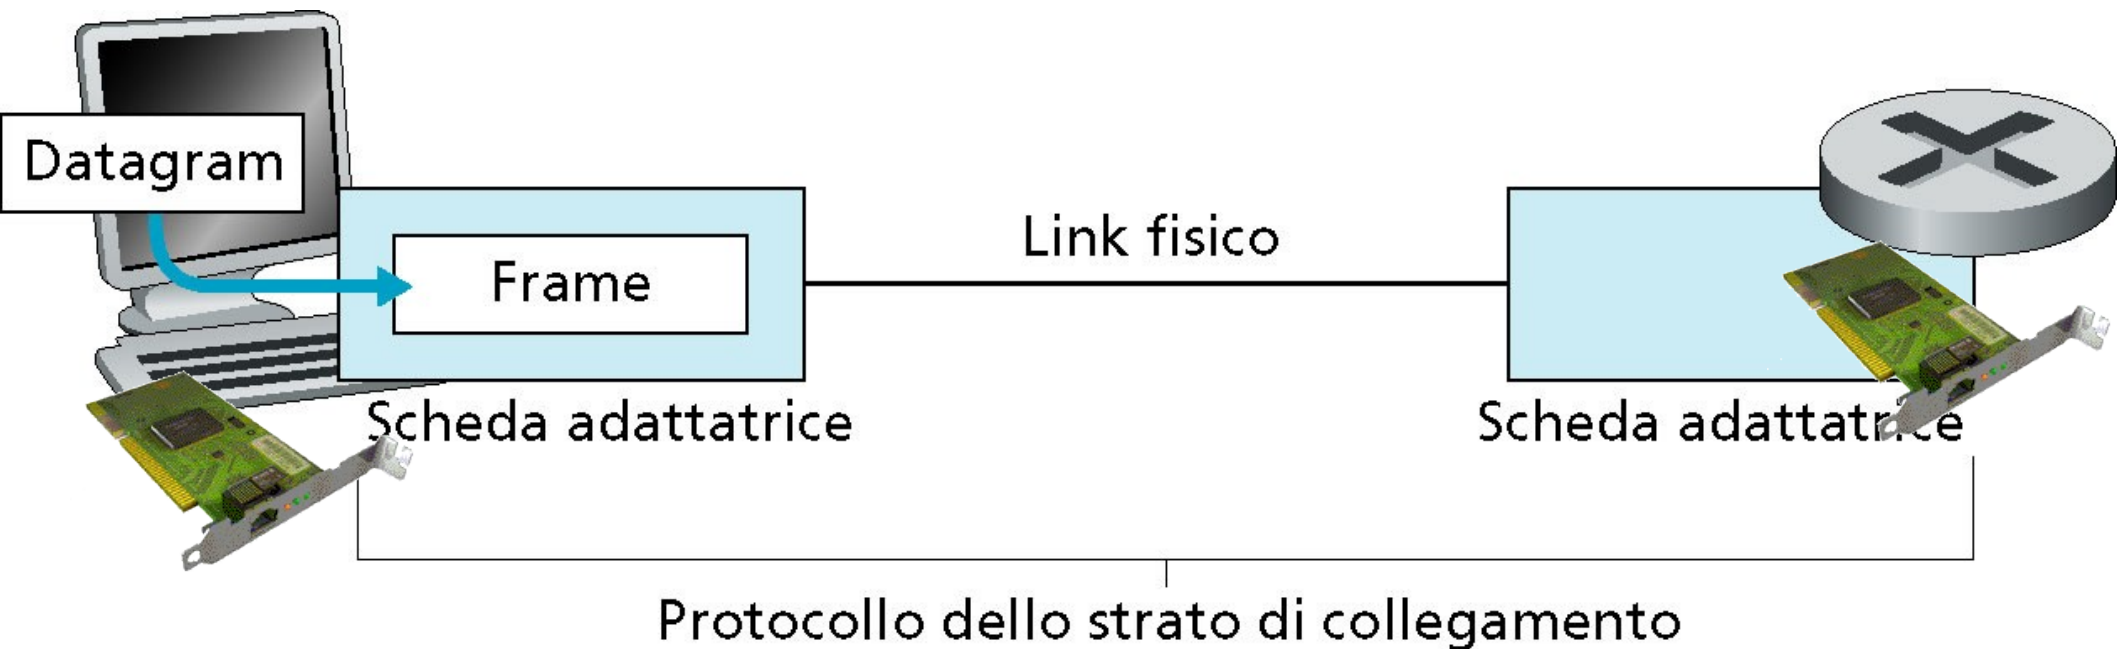 Datagram
Frame
Link fisico
Scheda adattatrice
Scheda adattatrice
Protocollo dello strato di collegamento